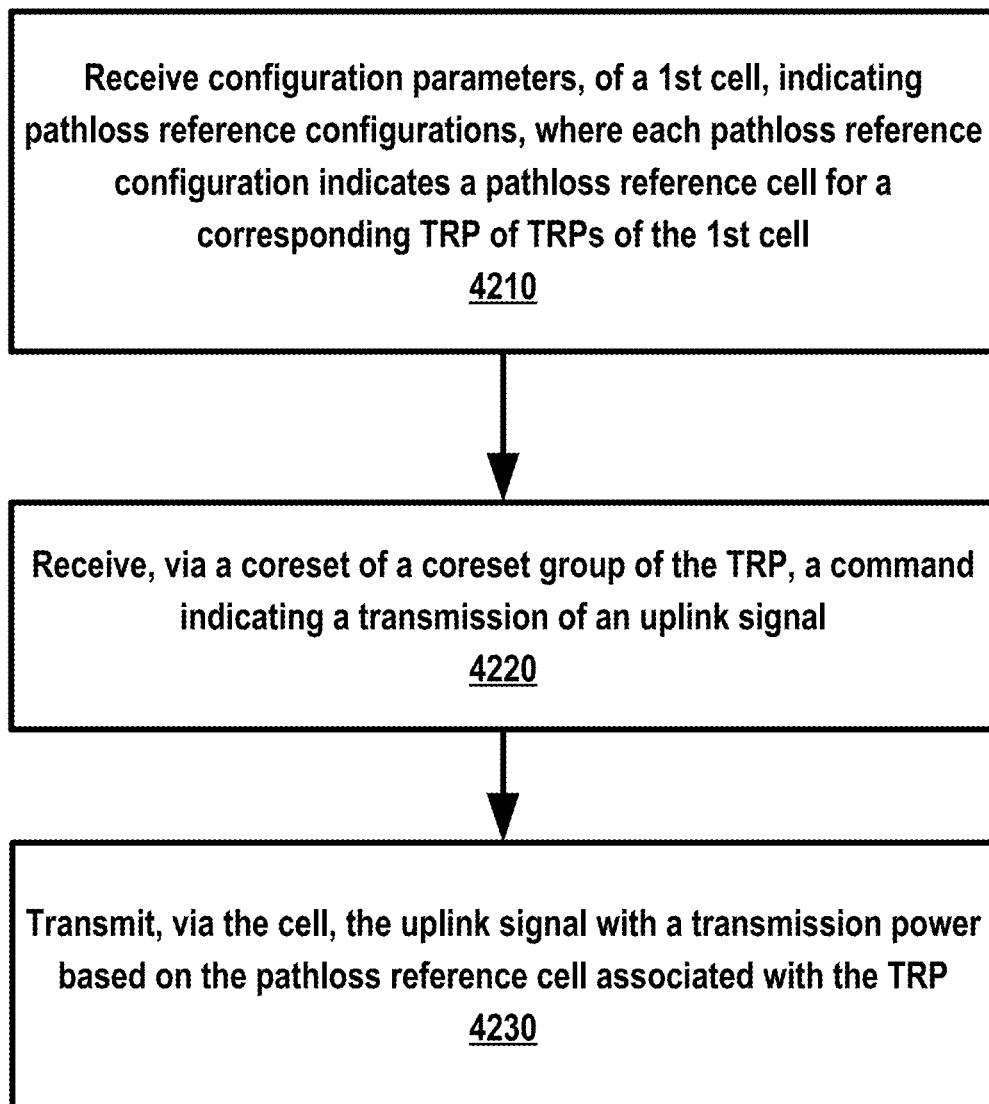 Receive configuration parameters, of a 1st cell, indicating
pathloss reference configurations, where each pathloss reference
configuration indicates a pathloss reference cell for a
corresponding TRP of TRPs of the 1st cell
4210
Receive, via a coreset of a coreset group of the TRP, a command
indicating a transmission of an uplink signal
4220
Transmit, via the cell, the uplink signal with a transmission power
based on the pathloss reference cell associated with the TRP
4230